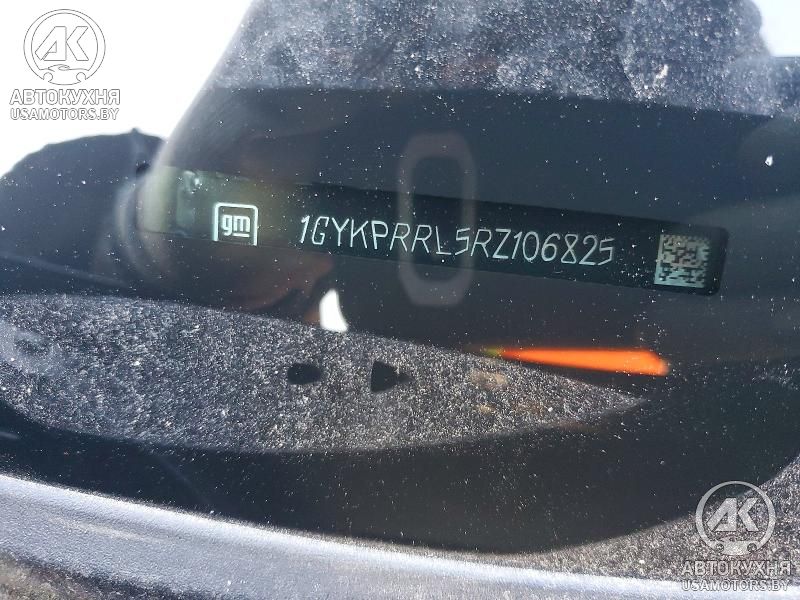 AK
АВТОКУХНЯ
USAMOTORS.BY
gm 1GYKPRRL5RZ106825
AK
АВТОКУХНЯ
USAMOTORS.BY